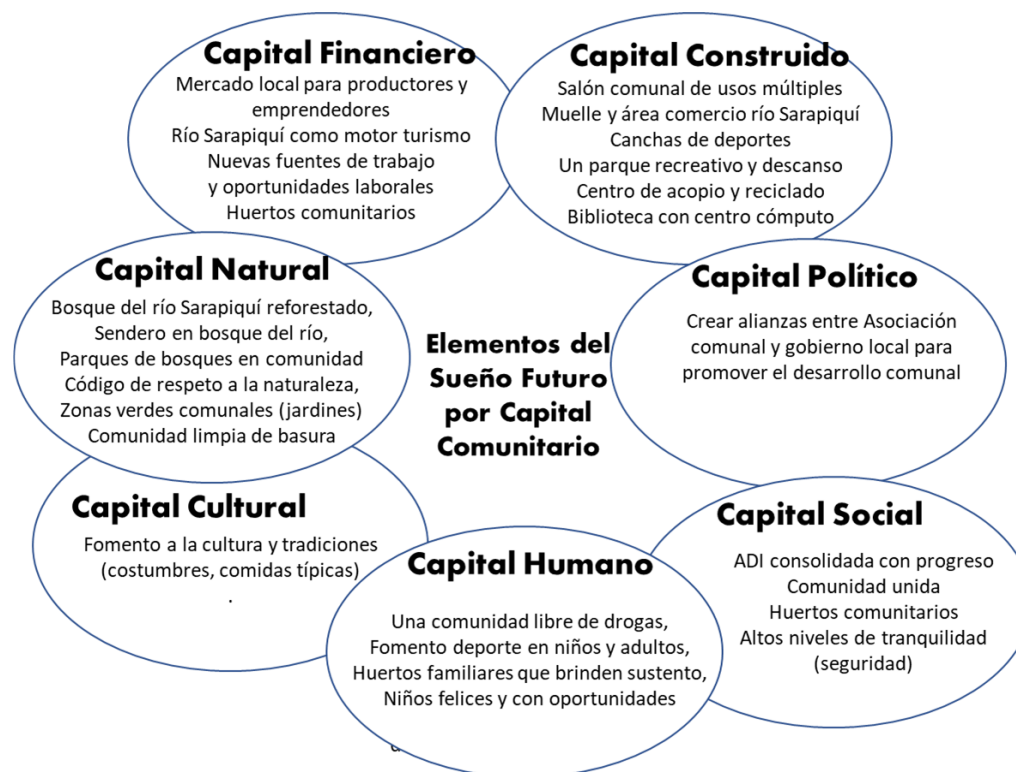 Capital Financiero
Mercado local para productores y
emprendedores
Río Sarapiquí como motor turismo
Nuevas fuentes de trabajo
y oportunidades laborales
Huertos comunitarios
Capital Construido
Salón comunal de usos múltiples
Muelle y área comercio río Sarapiquí
Canchas de deportes
Un parque recreativo y descanso
Centro de acopio y reciclado
Biblioteca con centro cómputo
Capital Natural
Bosque del río Sarapiquí reforestado,
Sendero en bosque del río,
Parques de bosques en comunidad
Código de respeto a la naturaleza,
Zonas verdes comunales (jardines)
Comunidad limpia de basura
Elementos del
Sueño Futuro
por Capital
Comunitario
Capital Político
Crear alianzas entre Asociación
comunal y gobierno local para
promover el desarrollo comunal
Capital Cultural
Fomento a la cultura y tradiciones
(costumbres, comidas típicas)
.
Capital Humano
Una comunidad libre de drogas,
Fomento deporte en niños y adultos,
Huertos familiares que brinden sustento,
Niños felices y con oportunidades
Capital Social
ADI consolidada con progreso
Comunidad unida
Huertos comunitarios
Altos niveles de tranquilidad
(seguridad)